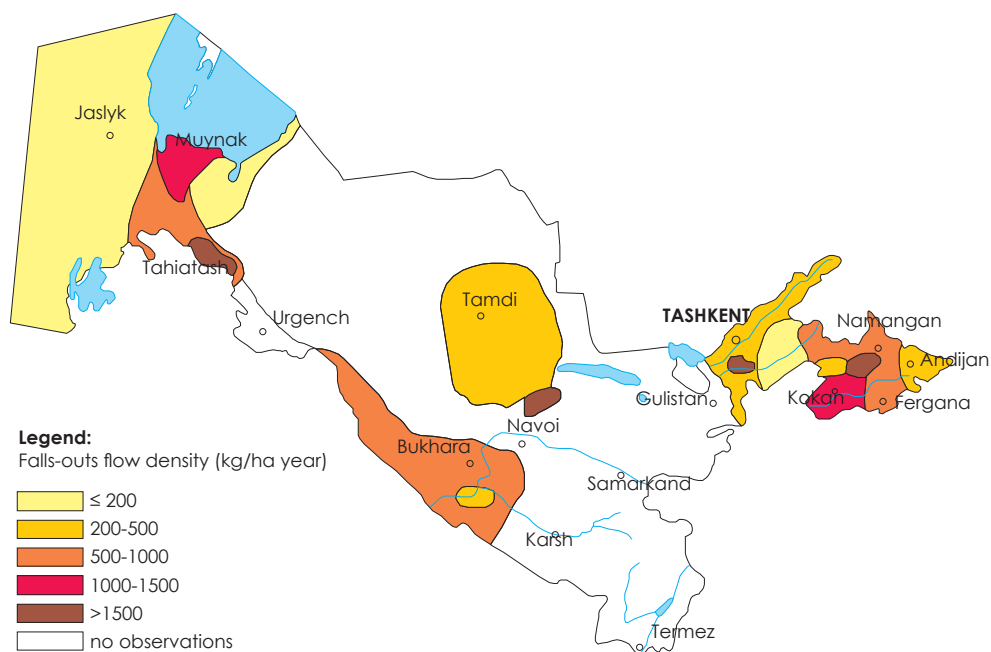 Jaslyk
Muynak
Tahiatash
Urgench
Tamdi
TASHKENT
Namangan
Andijan
Kokan
Fergana
Gulistan
Navoi
Bukhara
Samarkand
Karsh
Termez
Legend:
Falls-outs flow density (kg/ha year)
≤ 200
200-500
500-1000
1000-1500
>1500
no observations